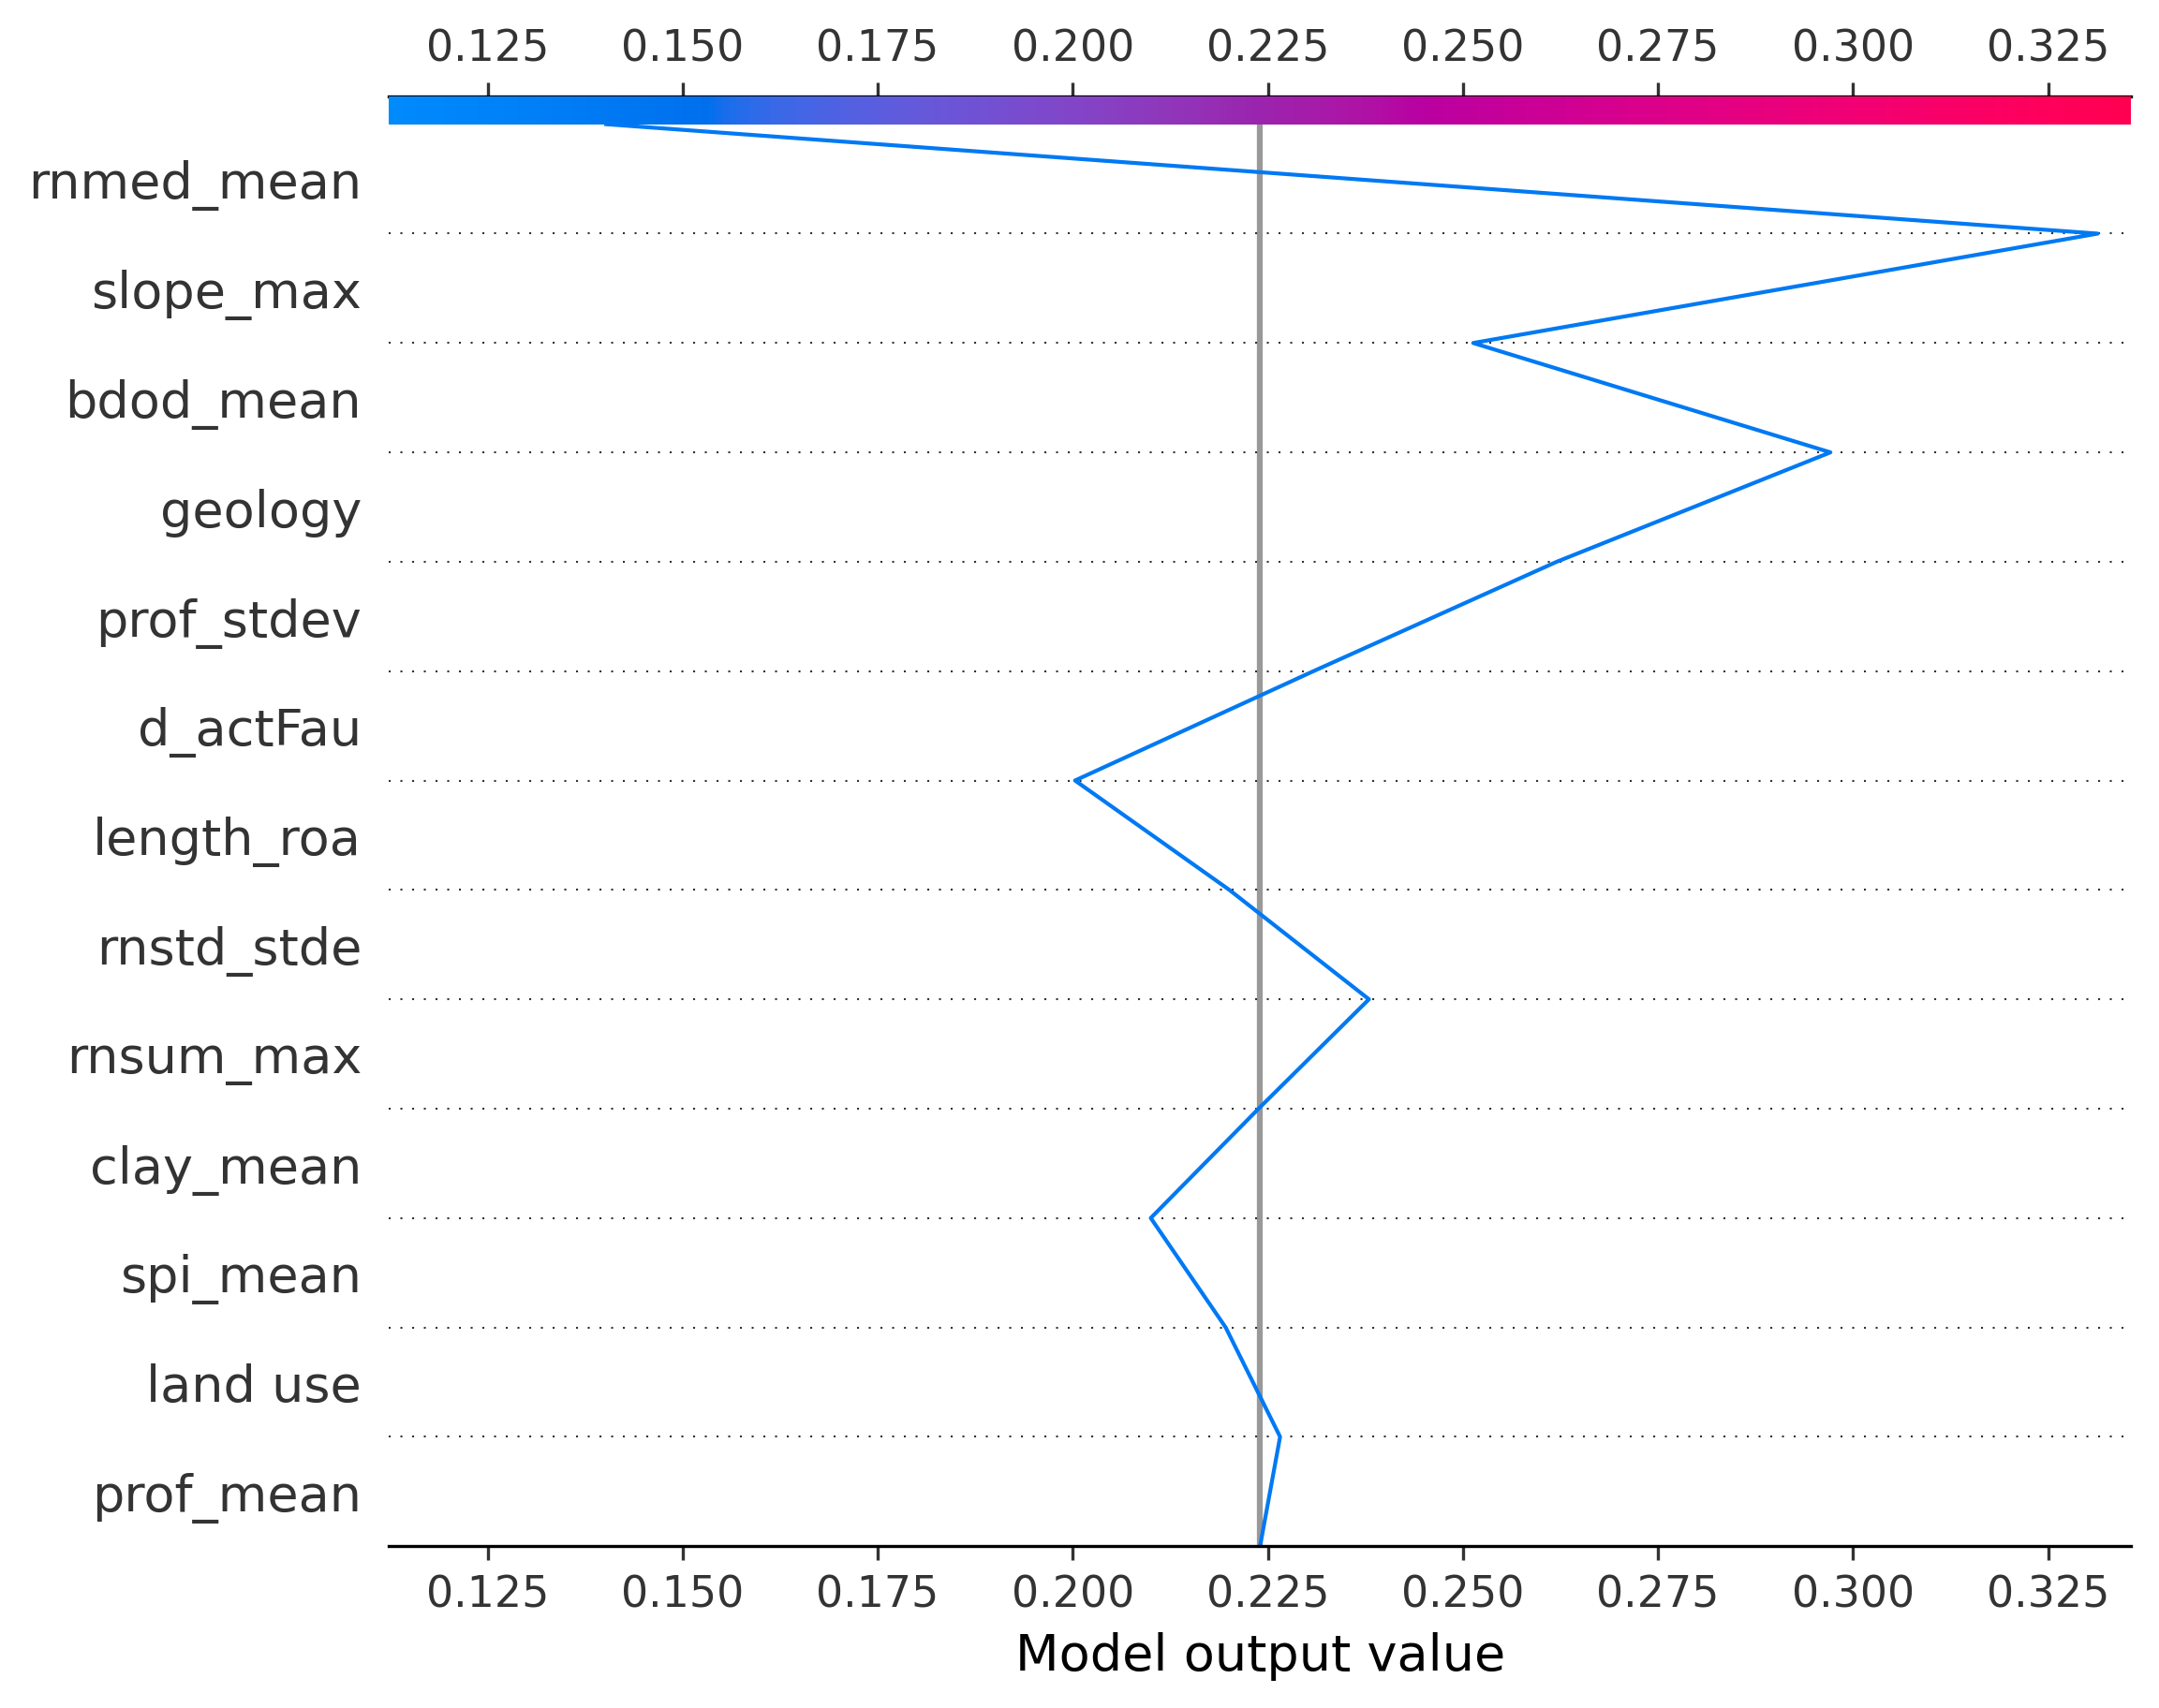 0.125 0.150 0.175 0.200 0.225 0.250 0.275 0.300 0.325
rnmed_mean
slope_max
bdod_mean
geology
prof_stdev
d_actFau
length_roa
rnstd_stde
rnsum_max
clay_mean
spi_mean
land use
prof_mean
0.125 0.150 0.175 0.200 0.225 0.250 0.275 0.300 0.325
Model output value